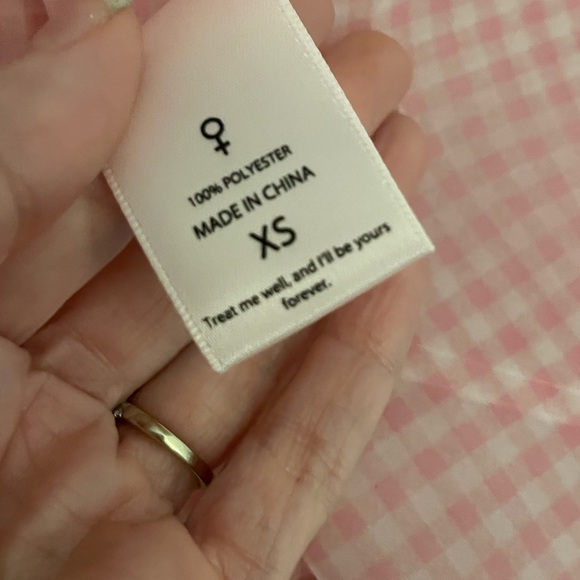 ♀
100% POLYESTER
MADE IN CHINA
XS
Treat me well, and I'll be yours
forever.